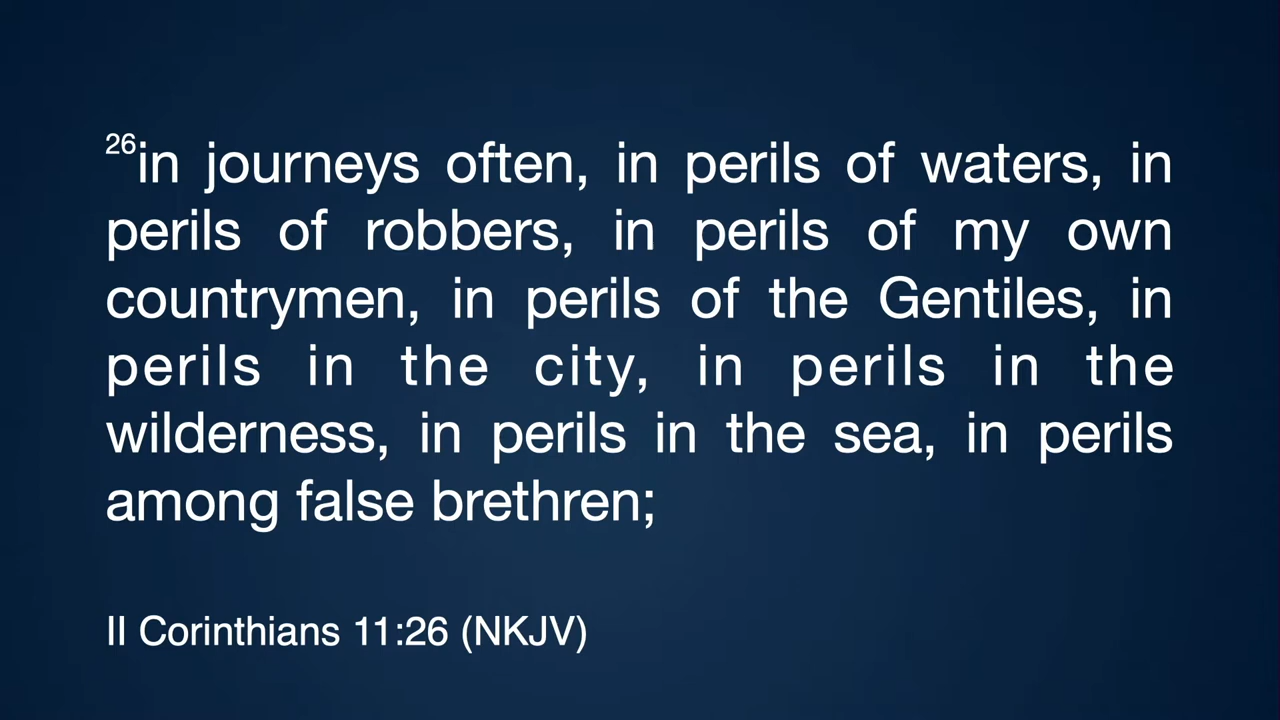 26in journeys often, in perils of waters, in
perils of robbers, in perils of my own
countrymen, in perils of the Gentiles, in
perils in the city, in perils in the
wilderness, in perils in the sea, in perils
among false brethren;
II Corinthians 11:26 (NKJV)